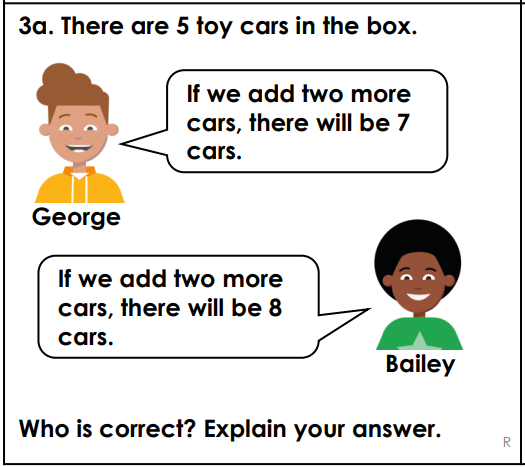 3a. There are 5 toy cars in the box.
If we add two more
cars, there will be 7
cars.
George
If we add two more
cars, there will be 8
cars.
Bailey
Who is correct? Explain your answer.
R